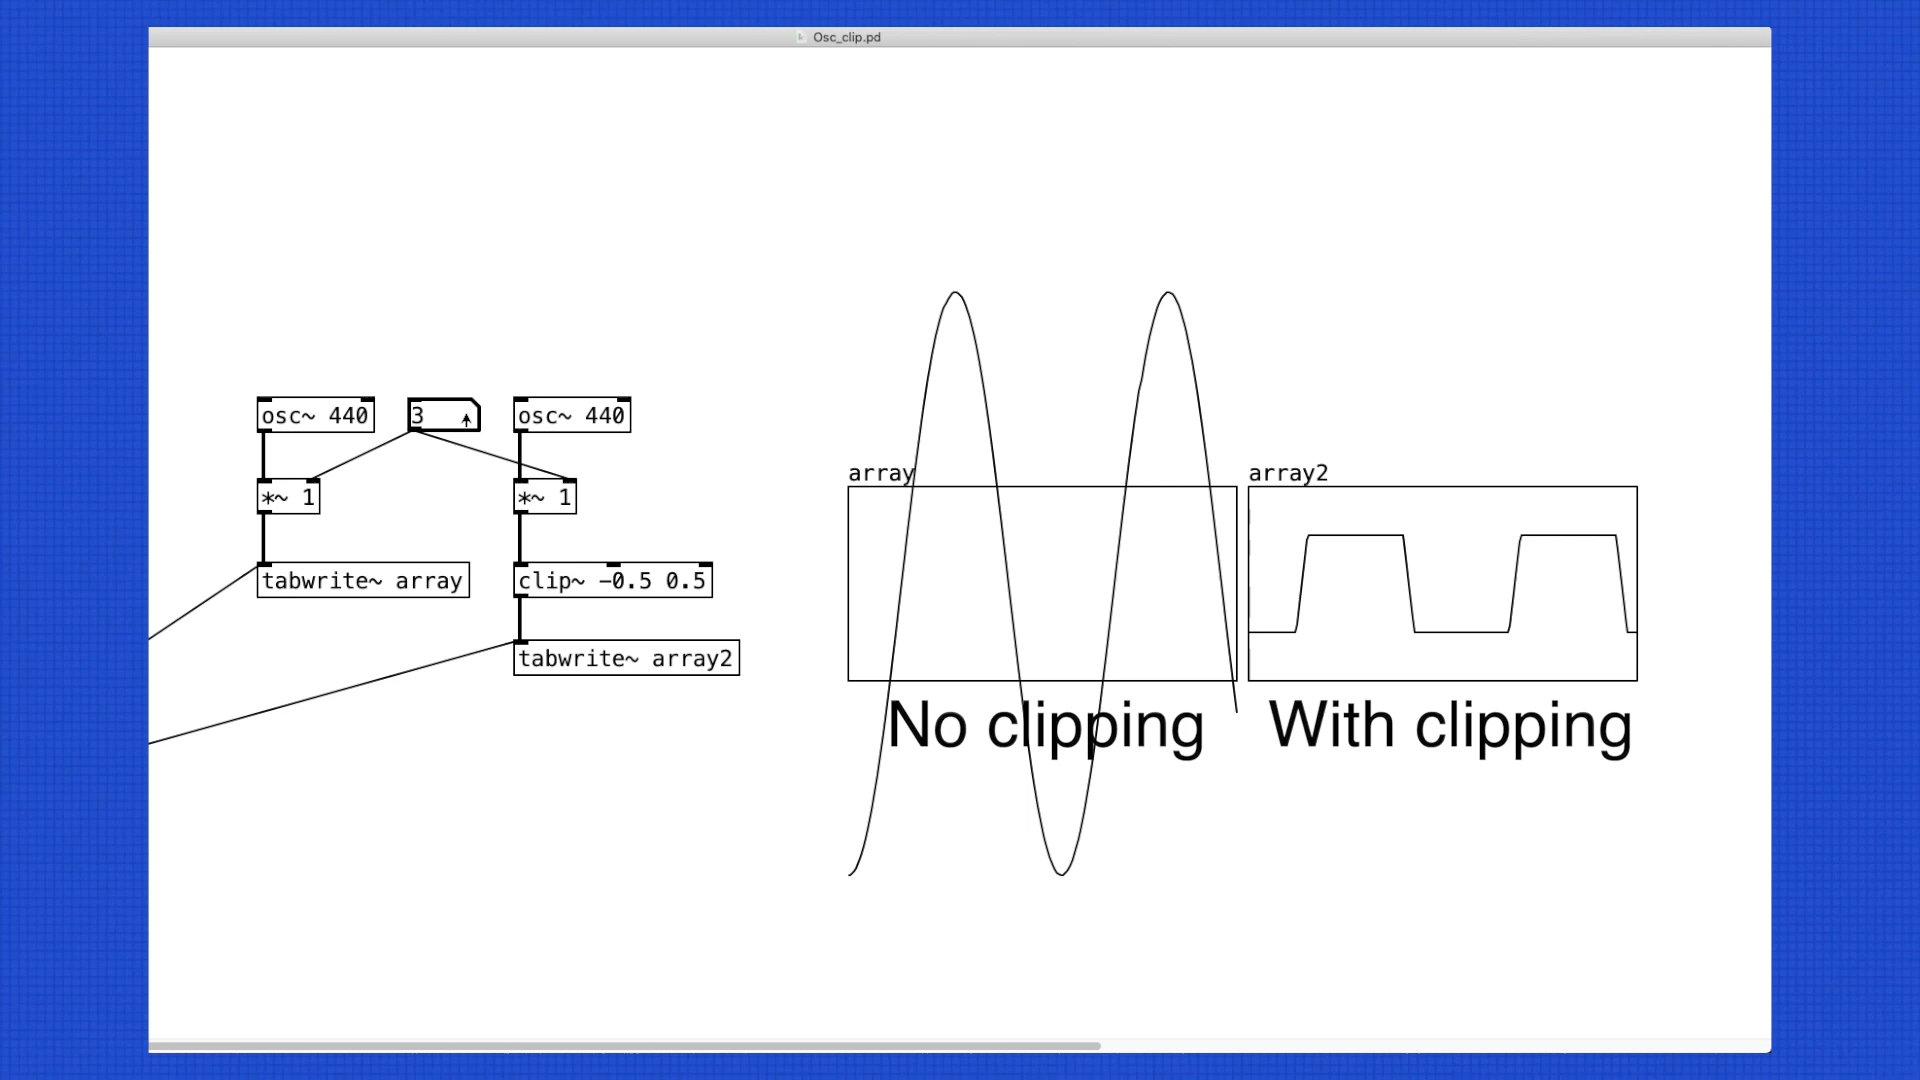 Osc_clip.pd
osc~ 440
3
osc~ 440
*~ 1
*~ 1
tabwrite~ array
clip~ -0.5 0.5
tabwrite~ array2
array
array2
No clipping
With clipping